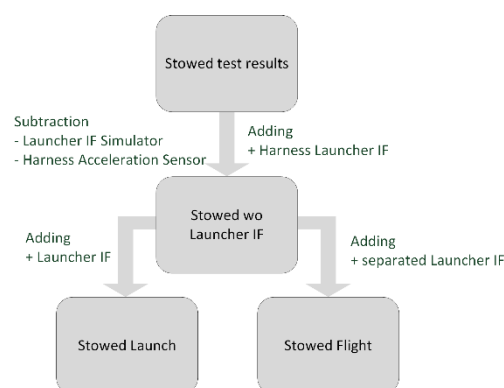 Stowed test results
Subtraction
- Launcher IF Simulator
- Harness Acceleration Sensor
Adding
+ Harness Launcher IF
Stowed wo
Launcher IF
Adding
+ Launcher IF
Adding
+ separated Launcher IF
Stowed Launch
Stowed Flight